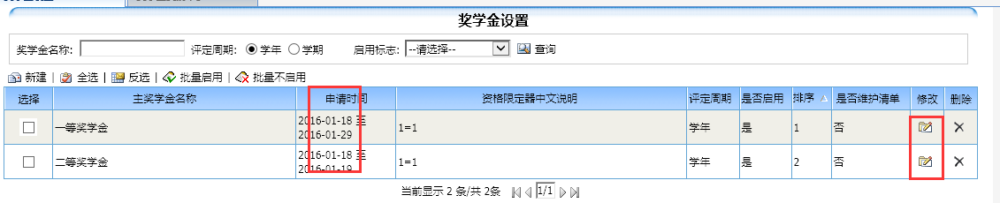 奖学金设置
奖学金名称: 评定周期: 学年 学期 启用标志: --请选择-- 查询
新建 | 全选 | 反选 | 批量启用 | 批量不启用
选择 主奖学金名称 申请时间 资格限定器中文说明 评定周期 是否启用 排序 是否维护清单 修改 删除
一等奖学金 2016-01-18 至 1=1 学年 是 1 否
2016-01-29
二等奖学金 2016-01-18 至 1=1 学年 是 2 否
2016-01-19
当前显示 2 条/共 2条 1/1